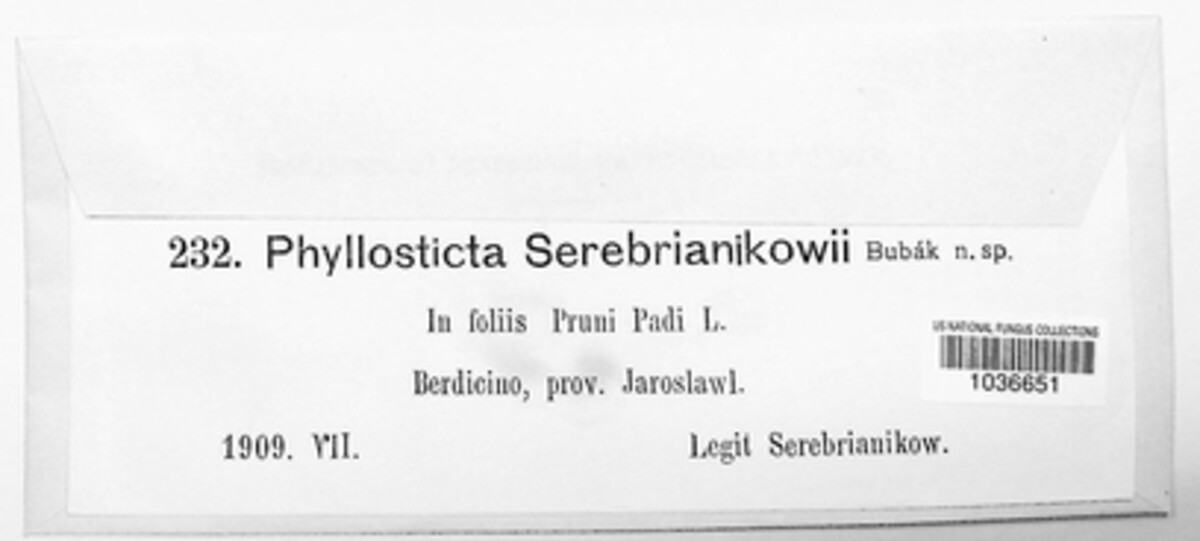 232. Phyllosticta Serebrianikowii Bubák n. sp.
In foliis Pruni Padi L.
Berdicino, prov. Jaroslawl.
1909. VII.
Legit Serebrianikow.
US NATIONAL FUNGUS COLLECTIONS
1036651